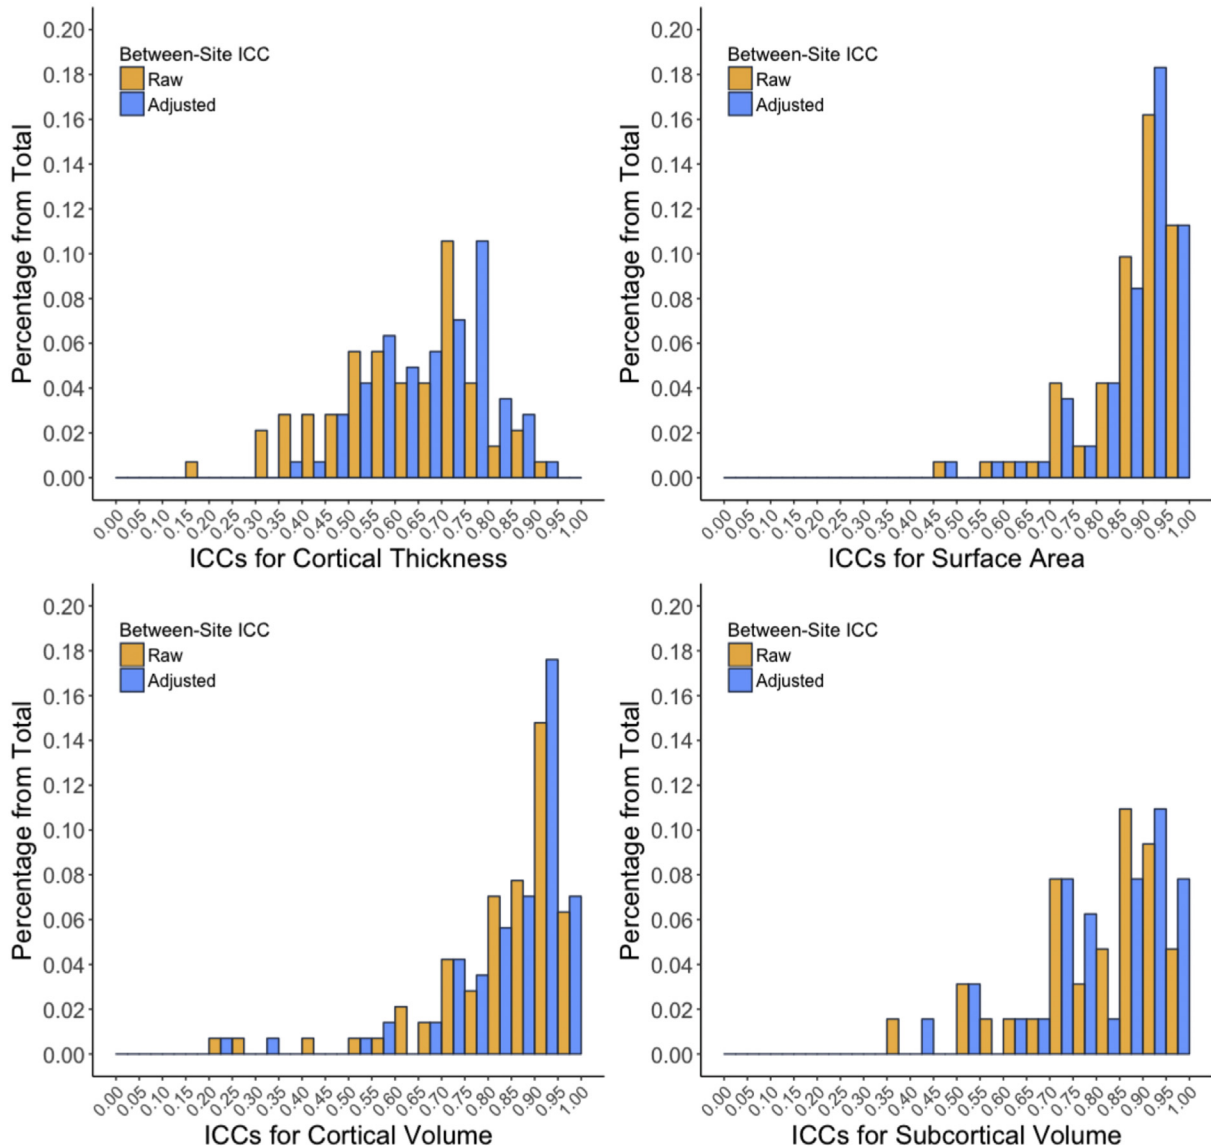 0.20
0.18
0.16
0.14
0.12
0.10
0.08
0.06
0.04
0.02
0.00
Percentage from Total
Between-Site ICC
Raw
Adjusted
0.00 0.05 0.10 0.15 0.20 0.25 0.30 0.35 0.40 0.45 0.50 0.55 0.60 0.65 0.70 0.75 0.80 0.85 0.90 0.95 1.00
ICCs for Cortical Thickness
0.20
0.18
0.16
0.14
0.12
0.10
0.08
0.06
0.04
0.02
0.00
Percentage from Total
Between-Site ICC
Raw
Adjusted
0.00 0.05 0.10 0.15 0.20 0.25 0.30 0.35 0.40 0.45 0.50 0.55 0.60 0.65 0.70 0.75 0.80 0.85 0.90 0.95 1.00
ICCs for Surface Area
0.20
0.18
0.16
0.14
0.12
0.10
0.08
0.06
0.04
0.02
0.00
Percentage from Total
Between-Site ICC
Raw
Adjusted
0.00 0.05 0.10 0.15 0.20 0.25 0.30 0.35 0.40 0.45 0.50 0.55 0.60 0.65 0.70 0.75 0.80 0.85 0.90 0.95 1.00
ICCs for Cortical Volume
0.20
0.18
0.16
0.14
0.12
0.10
0.08
0.06
0.04
0.02
0.00
Percentage from Total
Between-Site ICC
Raw
Adjusted
0.00 0.05 0.10 0.15 0.20 0.25 0.30 0.35 0.40 0.45 0.50 0.55 0.60 0.65 0.70 0.75 0.80 0.85 0.90 0.95 1.00
ICCs for Subcortical Volume